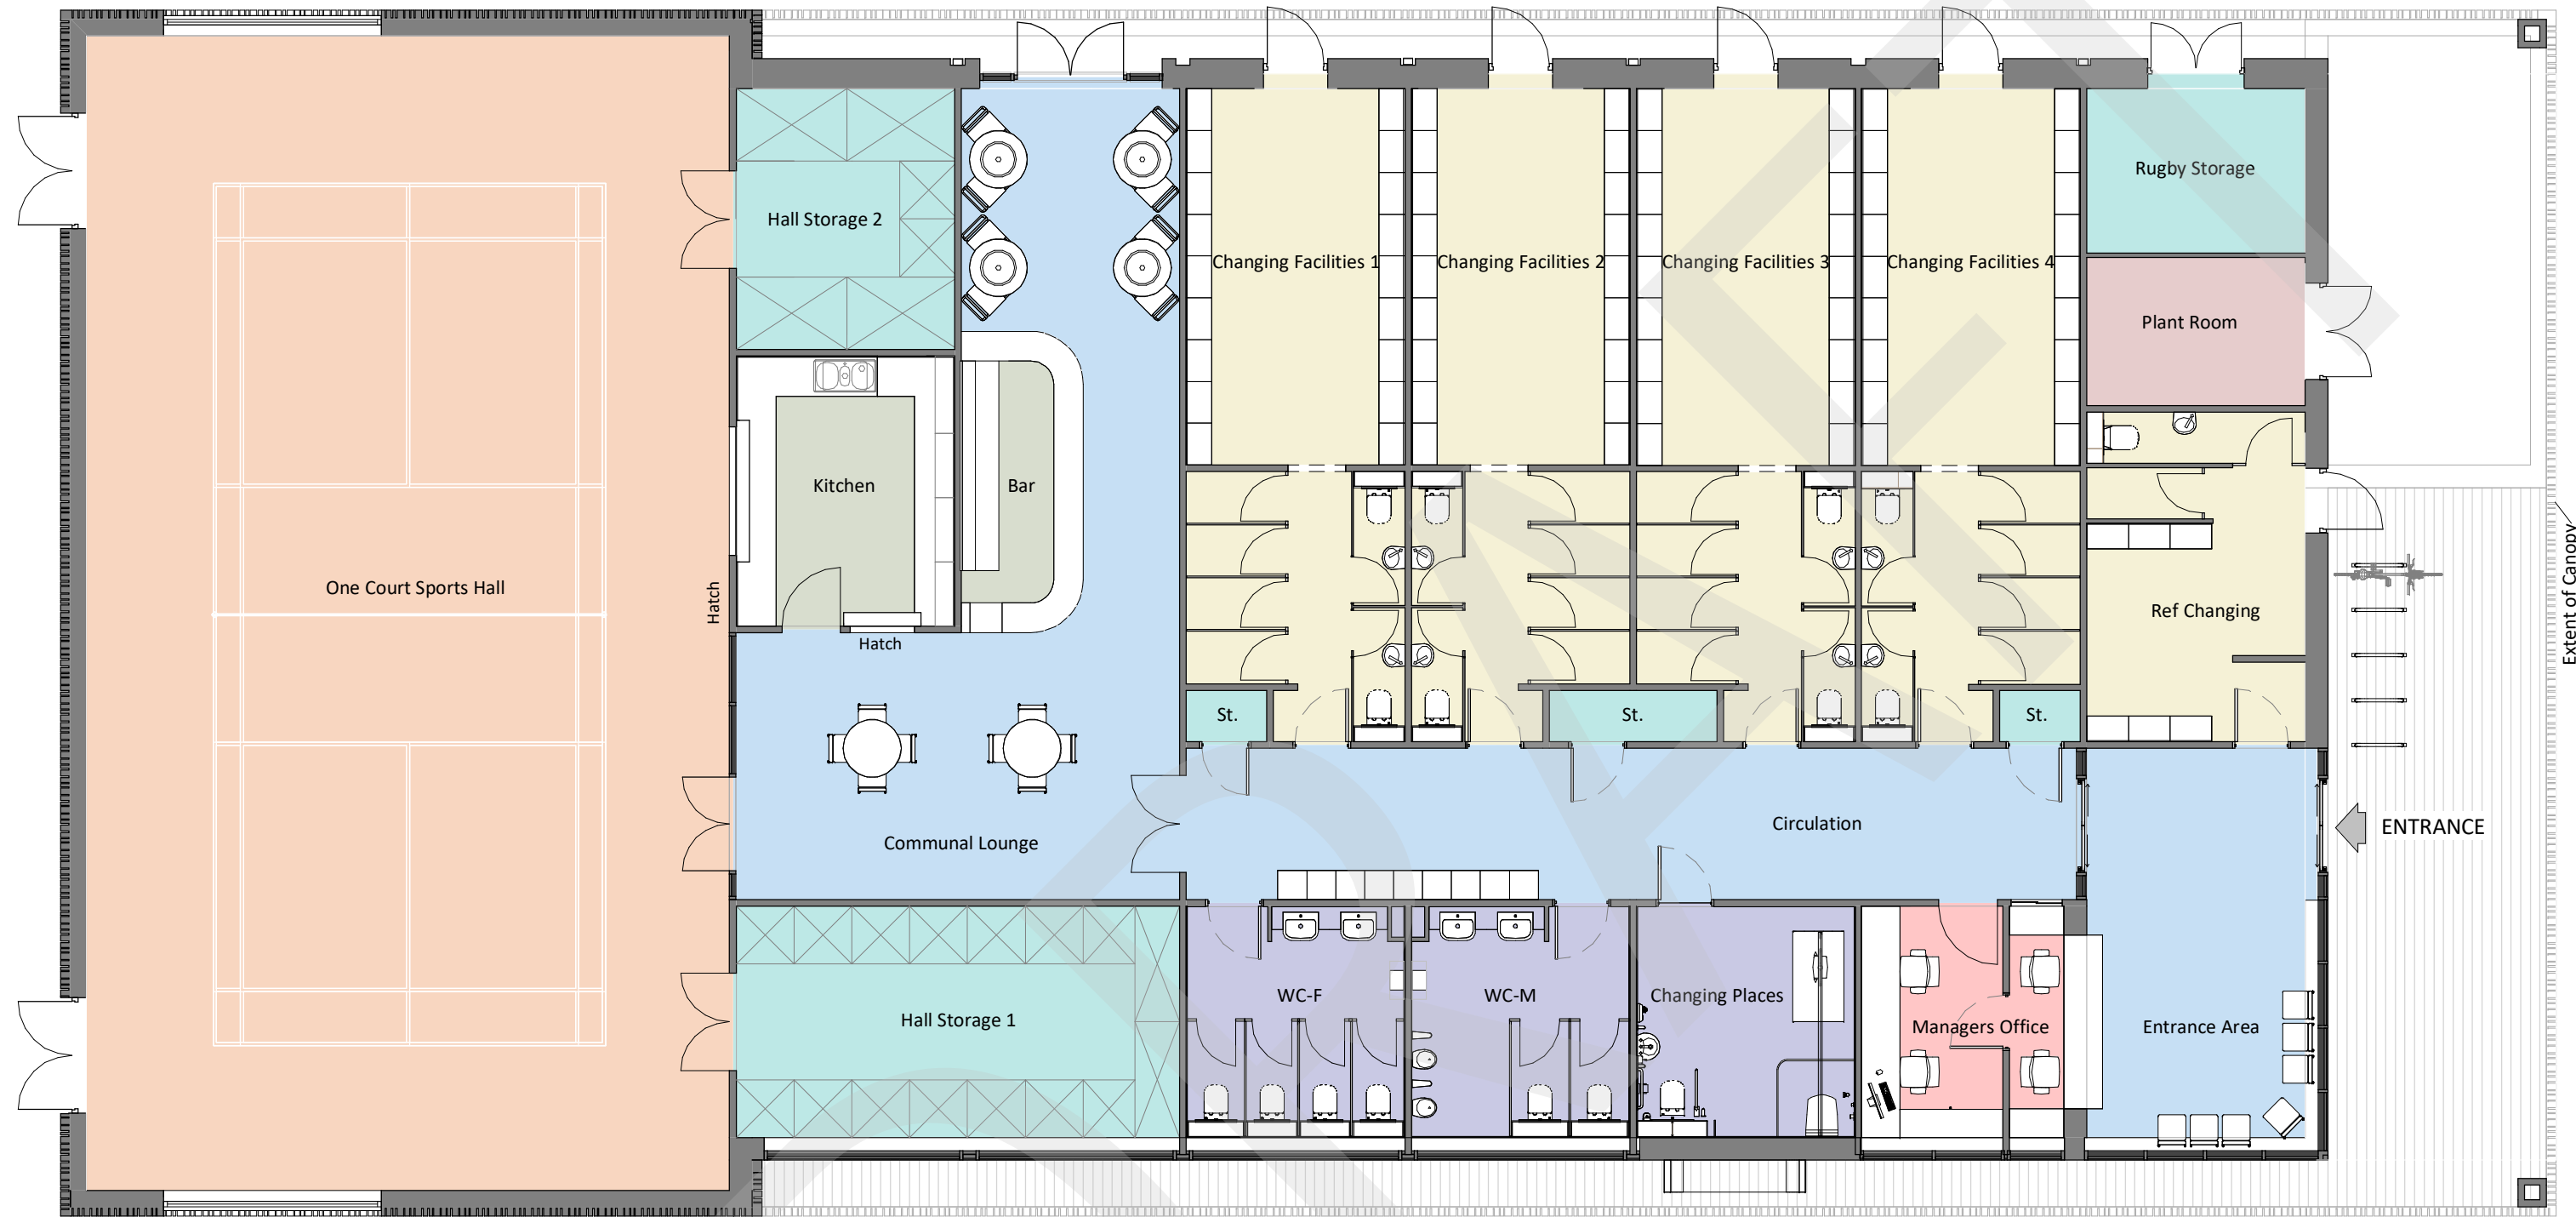 Rugby Storage
Hall Storage 2
Changing Facilities 1
Changing Facilities 2
Changing Facilities 3
Changing Facilities 4
Plant Room
Kitchen
Bar
One Court Sports Hall
Hatch
Hatch
Ref Changing
Extent of Canopy
St.
St.
St.
Communal Lounge
Circulation
ENTRANCE
Hall Storage 1
WC-F
WC-M
Changing Places
Managers Office
Entrance Area
DRAFT